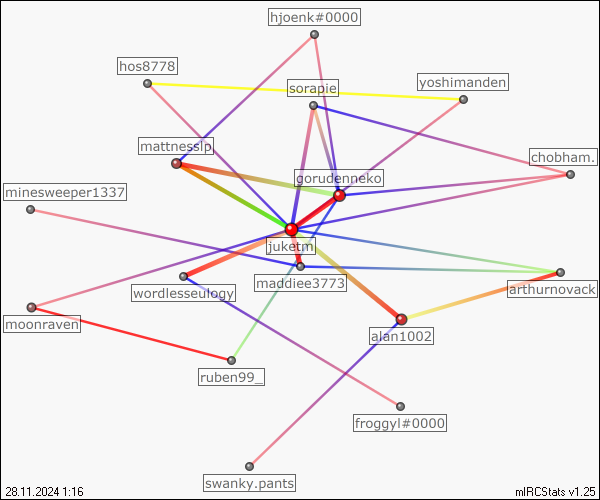 hjoenk#0000
hos8778
yoshimanden
sorapie
mattnesslp
chobham.
gorudenneko
minesweeper1337
juketm
maddiee3773
wordlesseulogy
arthurnovack
moonraven
alan1002
ruben99_
froggyl#0000
swanky.pants
28.11.2024 1:16
mIRCStats v1.25